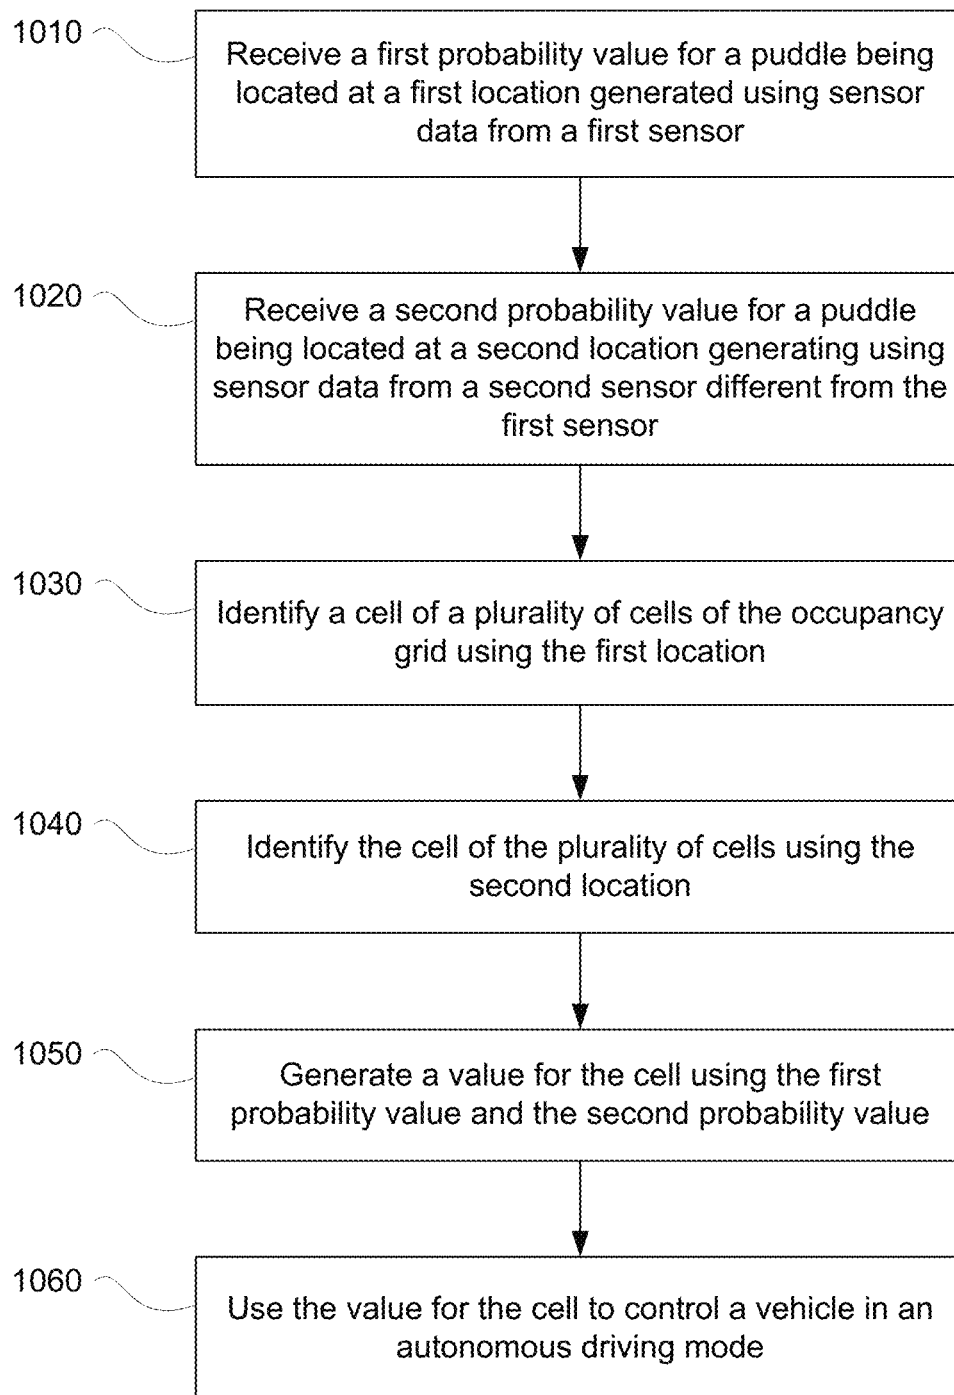 1010
Receive a first probability value for a puddle being
located at a first location generated using sensor
data from a first sensor
1020
Receive a second probability value for a puddle
being located at a second location generating using
sensor data from a second sensor different from the
first sensor
1030
Identify a cell of a plurality of cells of the occupancy
grid using the first location
1040
Identify the cell of the plurality of cells using the
second location
1050
Generate a value for the cell using the first
probability value and the second probability value
1060
Use the value for the cell to control a vehicle in an
autonomous driving mode